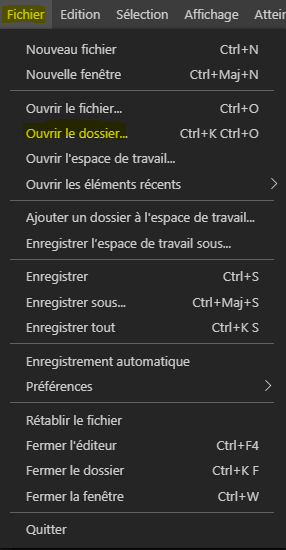 Fichier Edition Sélection Affichage Attein
Nouveau fichier Ctrl+N
Nouvelle fenêtre Ctrl+Maj+N
Ouvrir le fichier... Ctrl+O
Ouvrir le dossier... Ctrl+K Ctrl+O
Ouvrir l'espace de travail...
Ouvrir les éléments récents
Ajouter un dossier à l'espace de travail...
Enregistrer l'espace de travail sous...
Enregistrer Ctrl+S
Enregistrer sous... Ctrl+Maj+S
Enregistrer tout Ctrl+K S
Enregistrement automatique
Préférences
Rétablir le fichier
Fermer l'éditeur Ctrl+F4
Fermer le dossier Ctrl+K F
Fermer la fenêtre Ctrl+W
Quitter